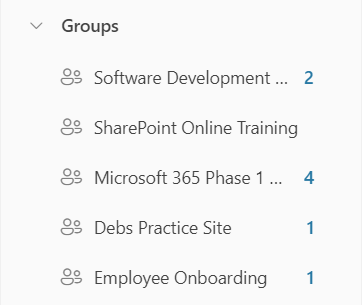 Groups
Software Development ... 2
SharePoint Online Training
Microsoft 365 Phase 1 ... 4
Debs Practice Site 1
Employee Onboarding 1